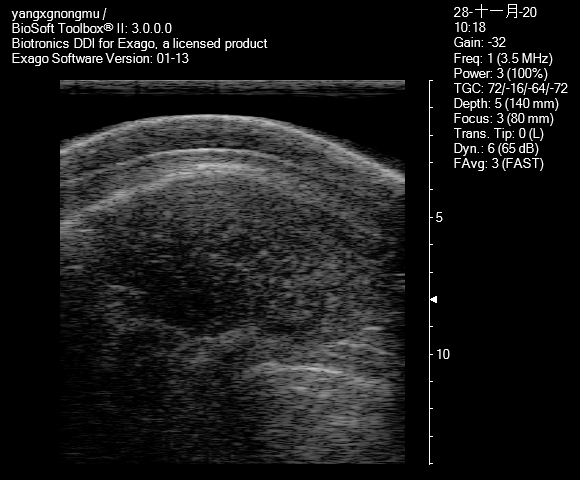 yangxgnongmu /
BioSoft Toolbox® II: 3.0.0.0
Biotronics DDI for Exago, a licensed product
Exago Software Version: 01-13
28-十一月-20
10:18
Gain: -32
Freq: 1 (3.5 MHz)
Power: 3 (100%)
TGC: 72/-16/-64/-72
Depth: 5 (140 mm)
Focus: 3 (80 mm)
Trans. Tip: 0 (L)
Dyn.: 6 (65 dB)
FAvg: 3 (FAST)
5
10